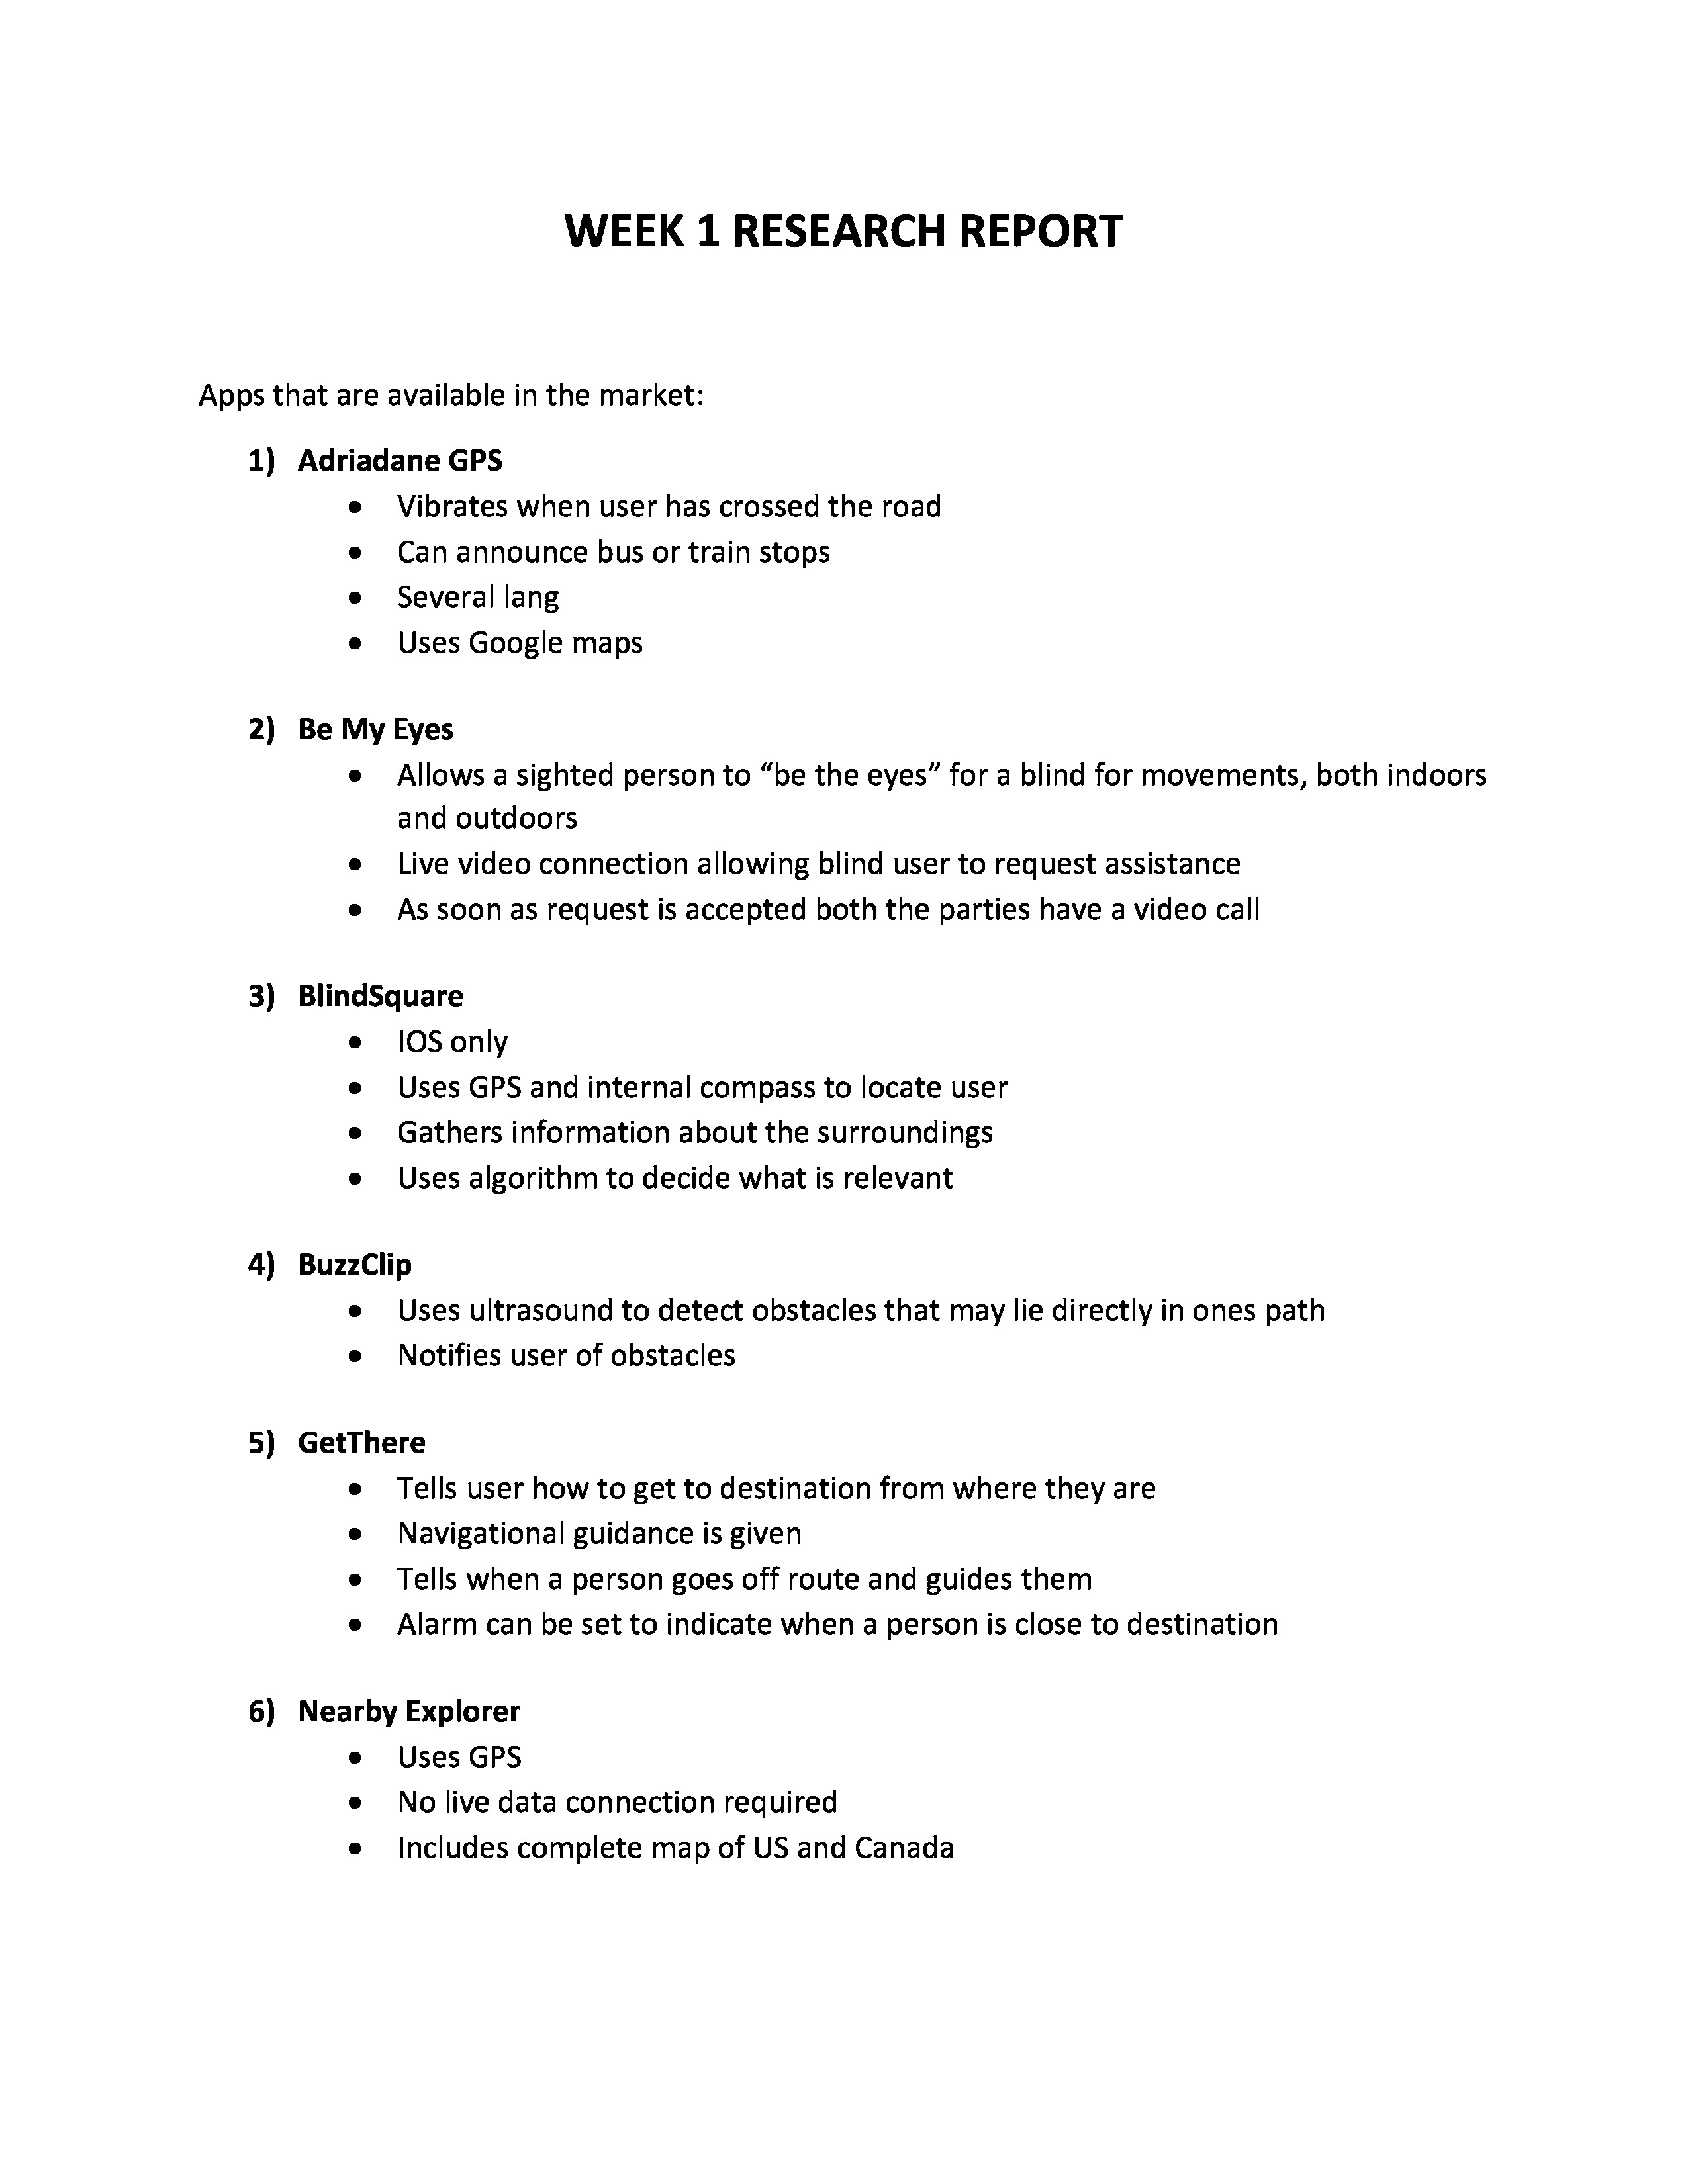 WEEK 1 RESEARCH REPORT
Apps that are available in the market:
1) Adriadane GPS
• Vibrates when user has crossed the road
• Can announce bus or train stops
• Several lang
• Uses Google maps
2) Be My Eyes
• Allows a sighted person to “be the eyes” for a blind for movements, both indoors
and outdoors
• Live video connection allowing blind user to request assistance
• As soon as request is accepted both the parties have a video call
3) BlindSquare
• IOS only
• Uses GPS and internal compass to locate user
• Gathers information about the surroundings
• Uses algorithm to decide what is relevant
4) BuzzClip
• Uses ultrasound to detect obstacles that may lie directly in ones path
• Notifies user of obstacles
5) GetThere
• Tells user how to get to destination from where they are
• Navigational guidance is given
• Tells when a person goes off route and guides them
• Alarm can be set to indicate when a person is close to destination
6) Nearby Explorer
• Uses GPS
• No live data connection required
• Includes complete map of US and Canada